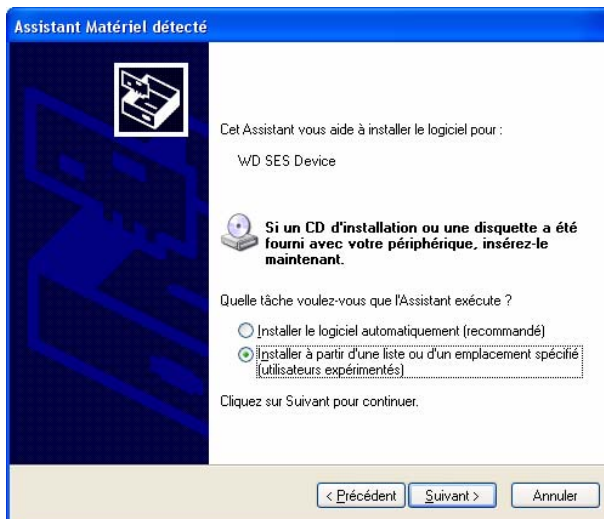 Assistant Matériel détecté
Cet Assistant vous aide à installer le logiciel pour :
WD SES Device
Si un CD d'installation ou une disquette a été
fourni avec votre périphérique, insérez-le
maintenant.
Quelle tâche voulez-vous que l'Assistant exécute ?
Installer le logiciel automatiquement (recommandé)
Installer à partir d'une liste ou d'un emplacement spécifié
(utilisateurs expérimentés)
Cliquez sur Suivant pour continuer.
< Précédent Suivant > Annuler